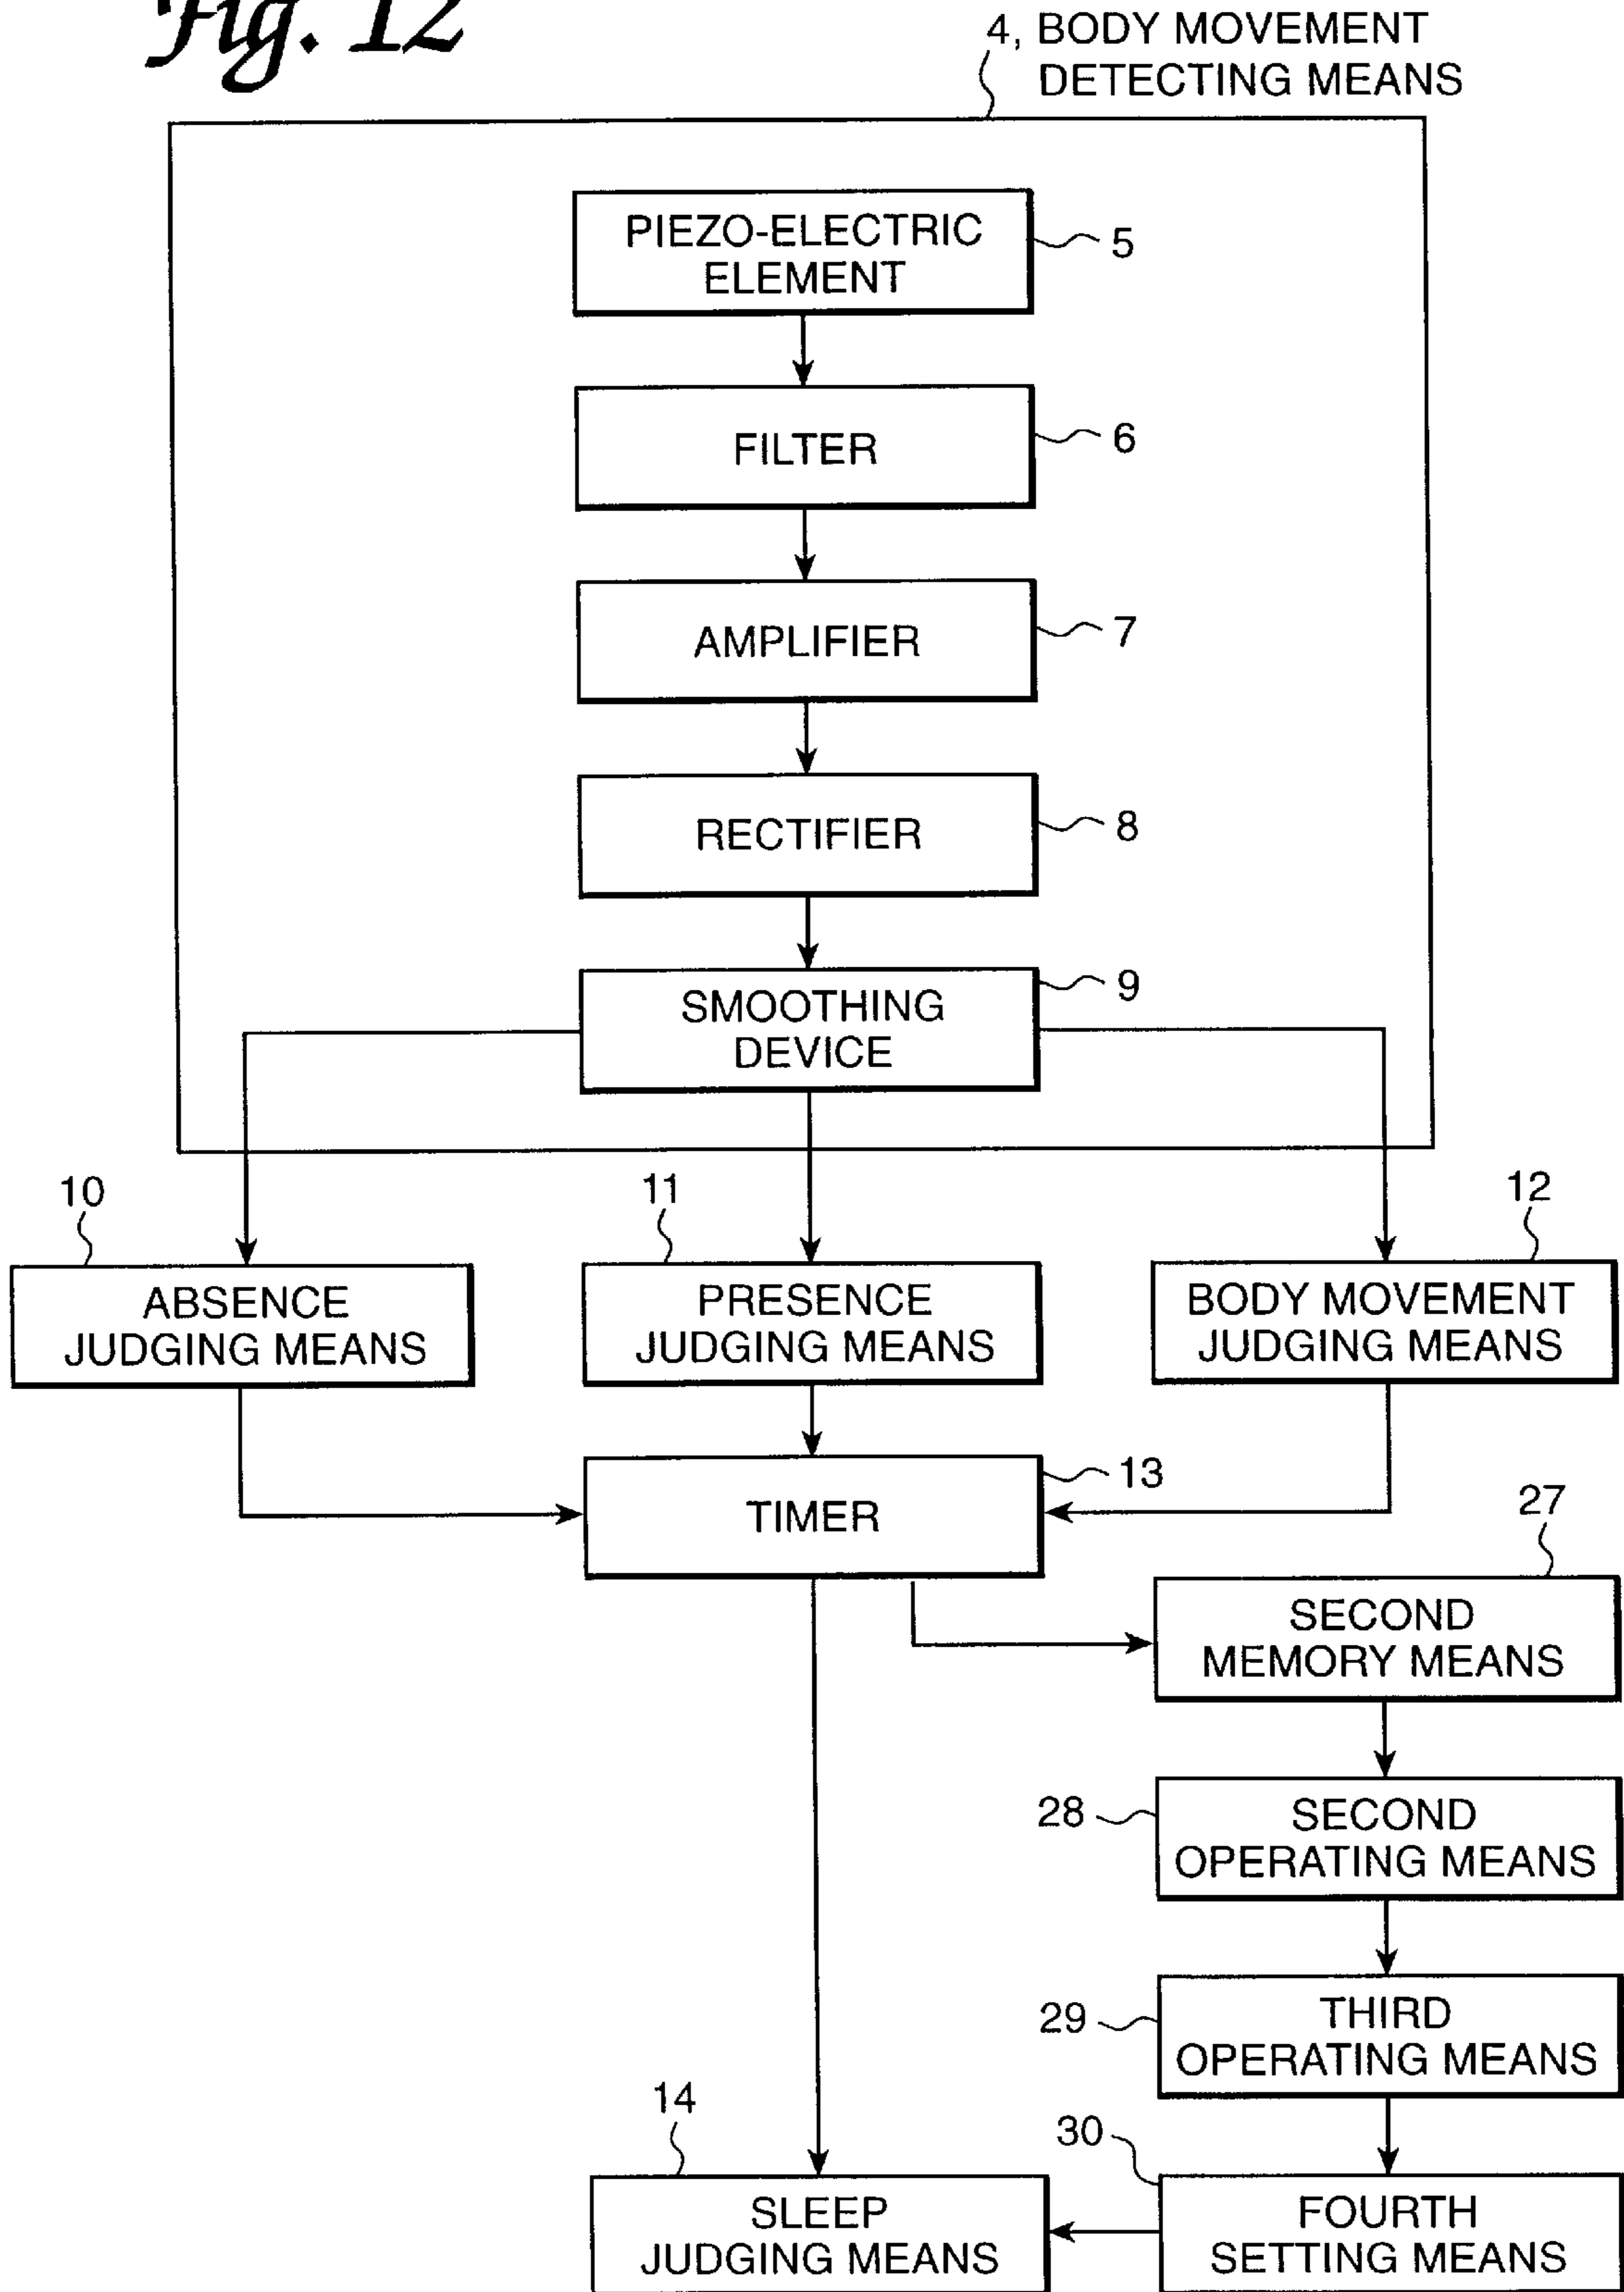 Fig. 12
4, BODY MOVEMENT
DETECTING MEANS
PIEZO-ELECTRIC
ELEMENT
5
FILTER
6
AMPLIFIER
7
RECTIFIER
8
SMOOTHING
DEVICE
9
10
ABSENCE
JUDGING MEANS
11
PRESENCE
JUDGING MEANS
12
BODY MOVEMENT
JUDGING MEANS
TIMER
13
27
SECOND
MEMORY MEANS
28
SECOND
OPERATING MEANS
29
THIRD
OPERATING MEANS
14
SLEEP
JUDGING MEANS
30
FOURTH
SETTING MEANS